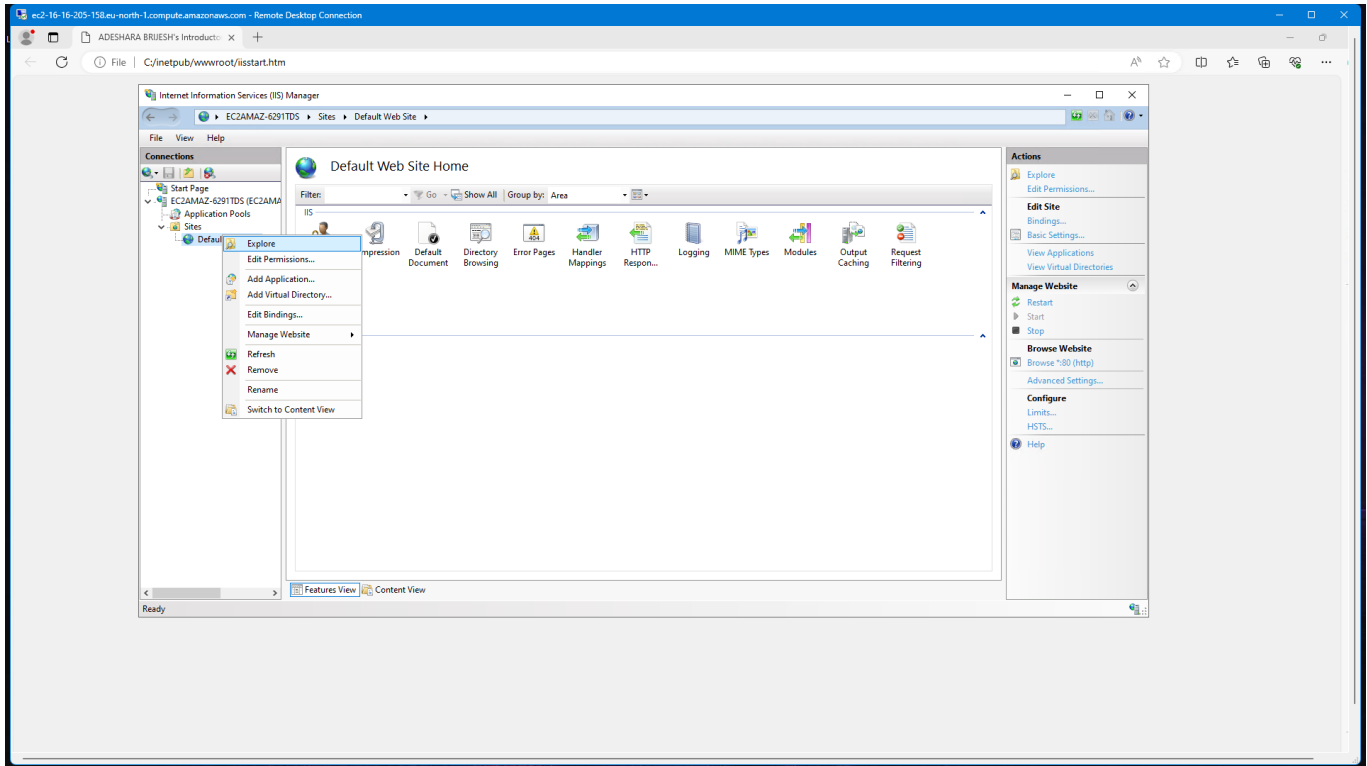 ec2-16-16-205-158.eu-north-1.compute.amazonaws.com - Remote Desktop Connection
ADESHARA BRIJESH's Introducto
File C:/inetpub/wwwroot/iisstart.htm
Internet Information Services (IIS) Manager
EC2AMAZ-6291TDS Sites Default Web Site
File View Help
Connections
Start Page
EC2AMAZ-6291TDS (EC2AMA
Application Pools
Sites
Defaul
Explore
Edit Permissions...
Add Application...
Add Virtual Directory...
Edit Bindings...
Manage Website
Refresh
Remove
Rename
Switch to Content View
Default Web Site Home
Filter: Go Show All Group by: Area
IIS
mpression Default Directory Error Pages Handler HTTP Logging MIME Types Modules Output Request
Document Browsing Mappings Respon... Caching Filtering
404
Features View Content View
Ready
Actions
Explore
Edit Permissions...
Edit Site
Bindings...
Basic Settings...
View Applications
View Virtual Directories
Manage Website
Restart
Start
Stop
Browse Website
Browse *:80 (http)
Advanced Settings...
Configure
Limits...
HSTS...
Help